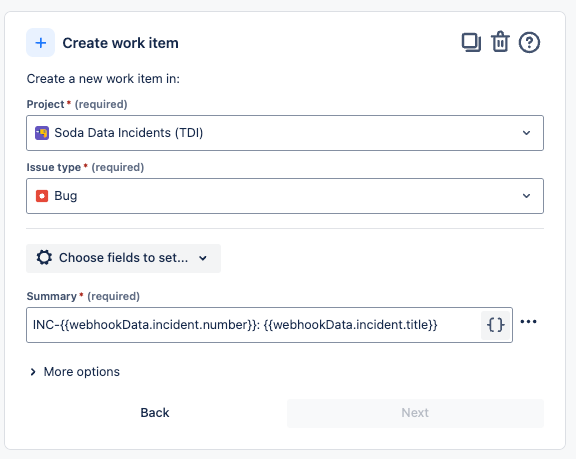 Create work item
Create a new work item in:
Project * (required)
Soda Data Incidents (TDI)
Issue type * (required)
Bug
Choose fields to set...
Summary * (required)
INC-{{webhookData.incident.number}}: {{webhookData.incident.title}}
{}
More options
Back
Next